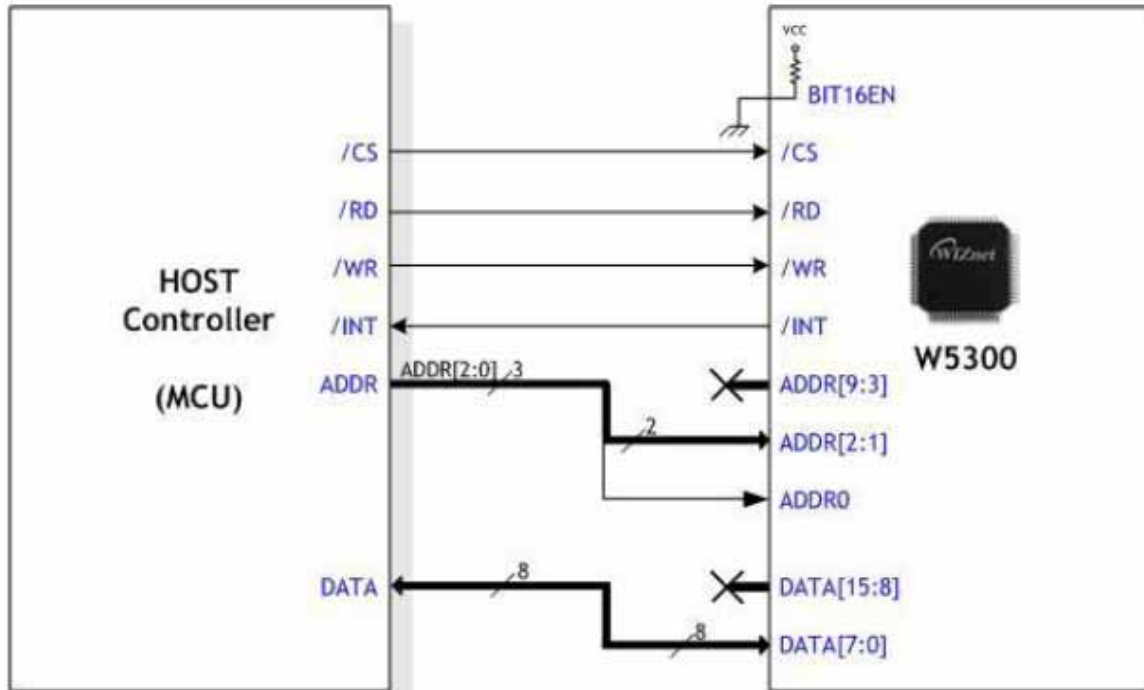 vcc
BIT16EN
/CS
/CS
/RD
/RD
/WR
/WR
/INT
/INT
HOST
Controller
(MCU)
WIZnet
W5300
ADDR
ADDR[2:0]
3
ADDR[9:3]
2
ADDR[2:1]
ADDR0
DATA
8
DATA[15:8]
8
DATA[7:0]